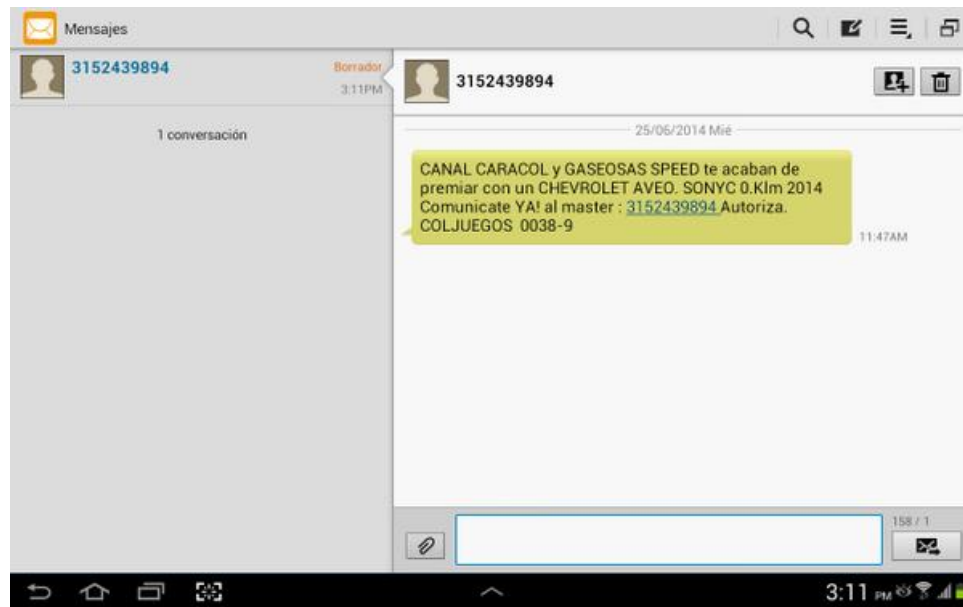 Mensajes
3152439894
Borrador
3:11PM
1 conversación
3152439894
25/06/2014 Mié
CANAL CARACOL y GASEOSAS SPEED te acaban de
premiar con un CHEVROLET AVEO. SONYC 0.Klm 2014
Comunicate YA! al master : 3152439894 Autoriza.
COLJUEGOS 0038-9
11:47AM
158 / 1
3:11 PM